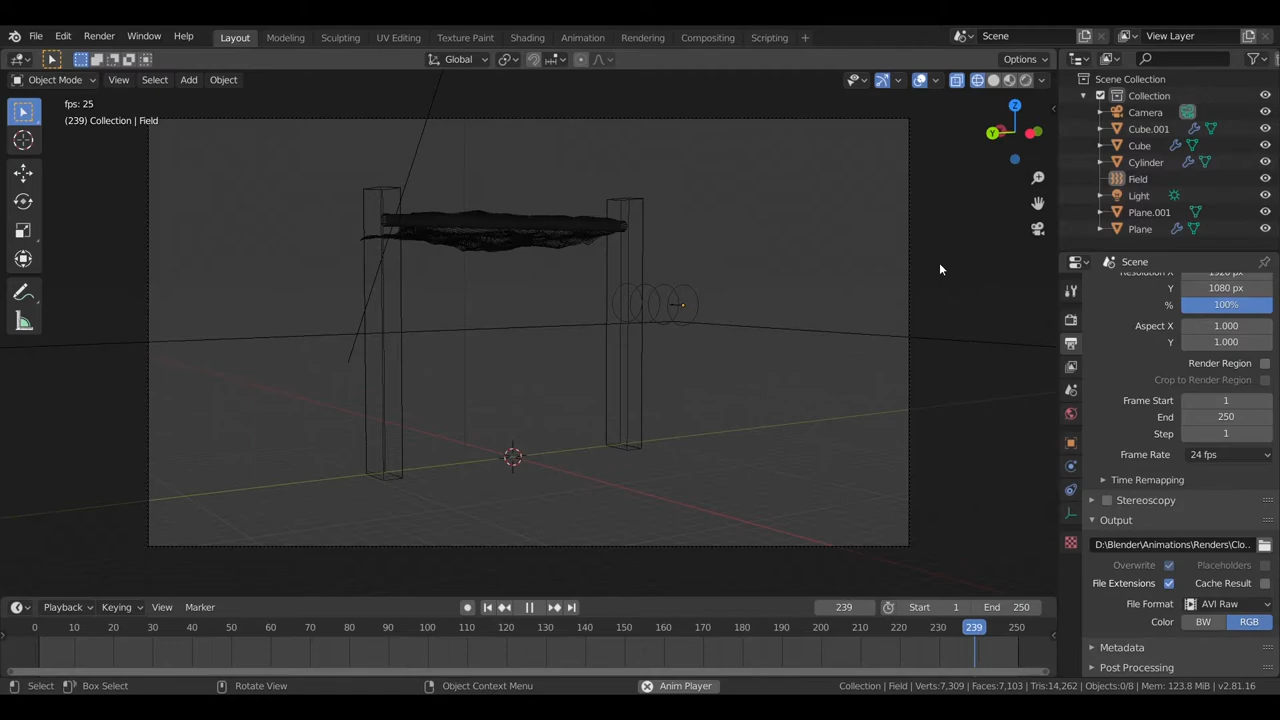 File Edit Render Window Help Layout Modeling Sculpting UV Editing Texture Paint Shading Animation Rendering Compositing Scripting + Scene View Layer
Global Options
Object Mode View Select Add Object
fps: 25
(239) Collection | Field
Z
Y
Scene Collection
Collection
Camera
Cube.001
Cube
Cylinder
Field
Light
Plane.001
Plane
Scene
Resolution X 1920 px
Y 1080 px
% 100%
Aspect X 1.000
Y 1.000
Render Region
Crop to Render Region
Frame Start 1
End 250
Step 1
Frame Rate 24 fps
Time Remapping
Stereoscopy
Output
D:\Blender\Animations\Renders\Clo..
Overwrite Placeholders
File Extensions Cache Result
File Format AVI Raw
Color BW RGB
Metadata
Post Processing
Playback Keying View Marker 239 Start 1 End 250
0 10 20 30 40 50 60 70 80 90 100 110 120 130 140 150 160 170 180 190 200 210 220 230 239 250
Select Box Select Rotate View Object Context Menu Anim Player Collection | Field | Verts:7,309 | Faces:7,103 | Tris:14,262 | Objects:0/8 | Mem: 123.8 MiB | v2.81.16